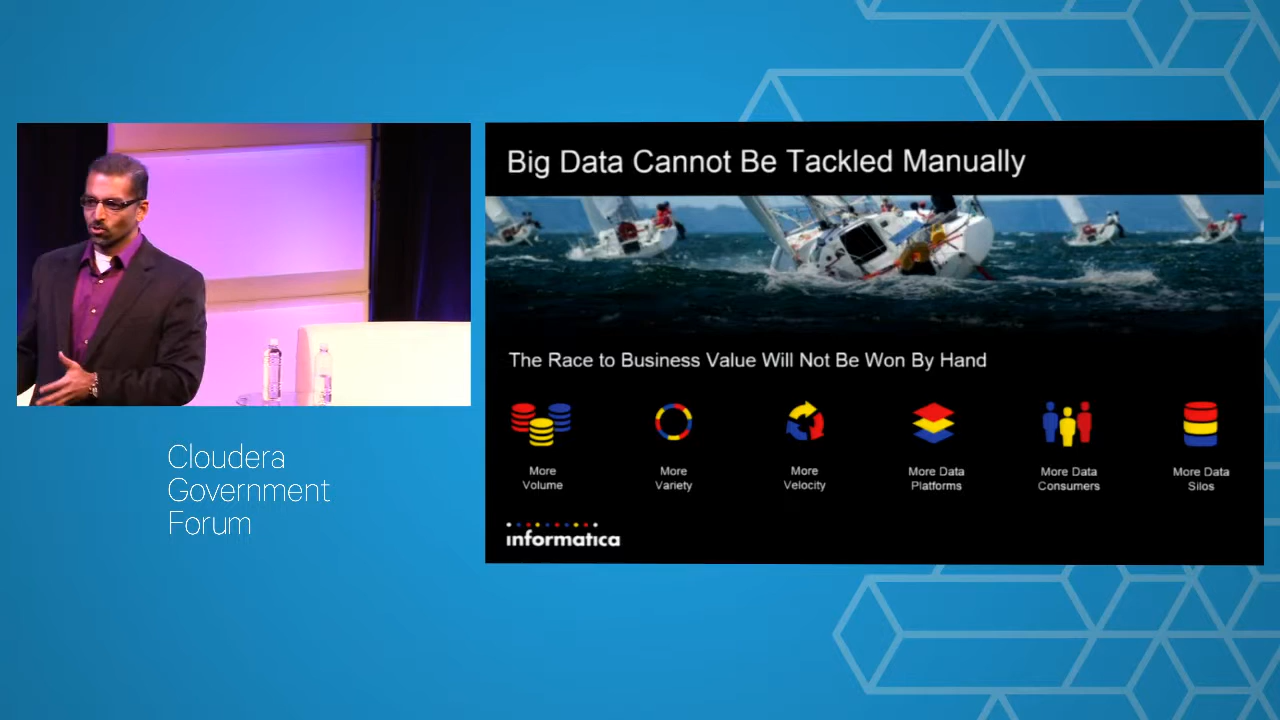 Big Data Cannot Be Tackled Manually
The Race to Business Value Will Not Be Won By Hand
More
Volume
More
Variety
More
Velocity
More Data
Platforms
More Data
Consumers
More Data
Silos
informatica
Cloudera
Government
Forum